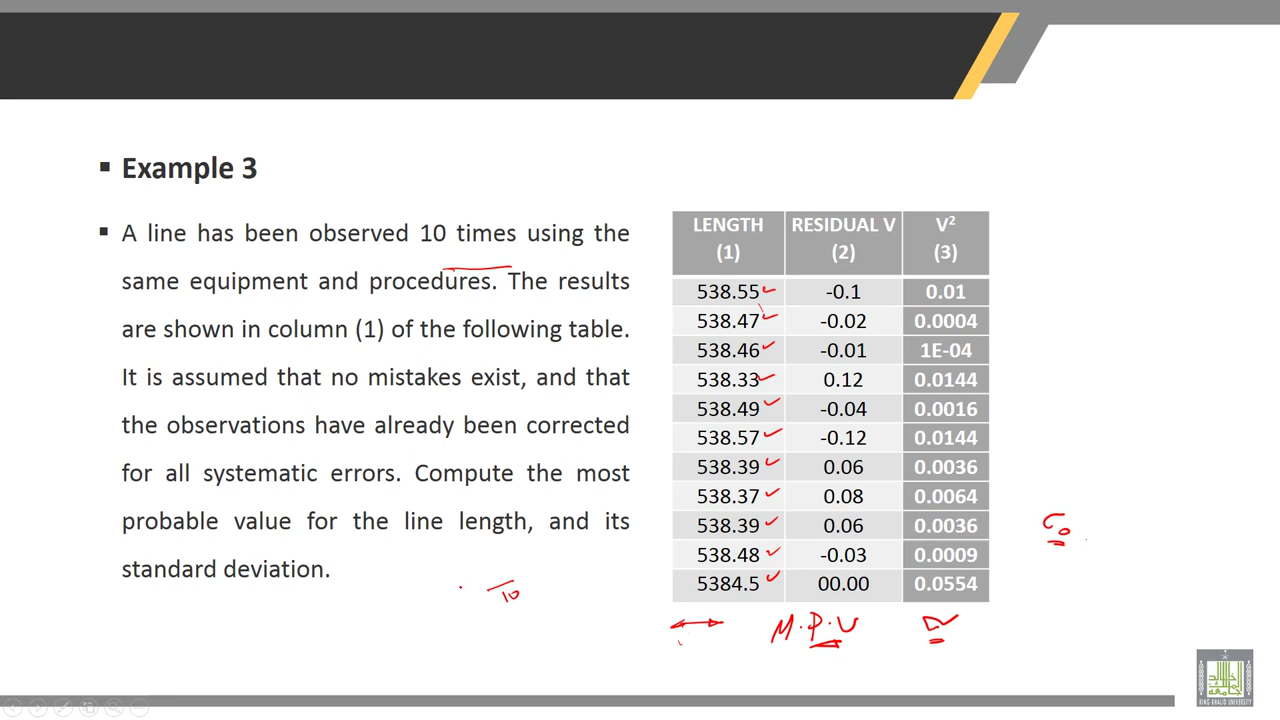 ▪ Example 3
▪ A line has been observed 10 times using the
same equipment and procedures. The results
are shown in column (1) of the following table.
It is assumed that no mistakes exist, and that
the observations have already been corrected
for all systematic errors. Compute the most
probable value for the line length, and its
standard deviation.
10
LENGTH (1) RESIDUAL V (2) V² (3)
538.55 -0.1 0.01
538.47 -0.02 0.0004
538.46 -0.01 1E-04
538.33 0.12 0.0144
538.49 -0.04 0.0016
538.57 -0.12 0.0144
538.39 0.06 0.0036
538.37 0.08 0.0064
538.39 0.06 0.0036
538.48 -0.03 0.0009
5384.5 00.00 0.0554
M.P.V
KING KHALID UNIVERSITY